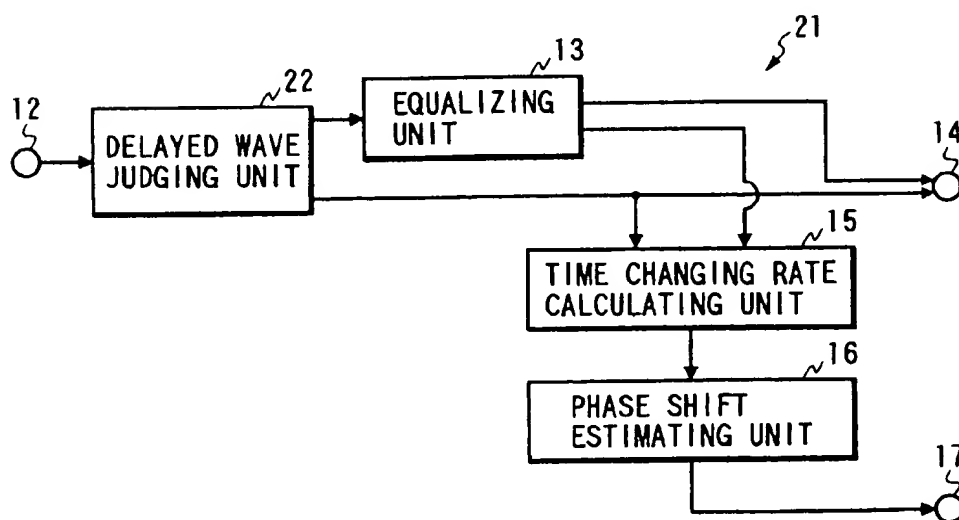 21
13
22
12
EQUALIZING
UNIT
DELAYED WAVE
JUDGING UNIT
14
15
TIME CHANGING RATE
CALCULATING UNIT
16
PHASE SHIFT
ESTIMATING UNIT
17